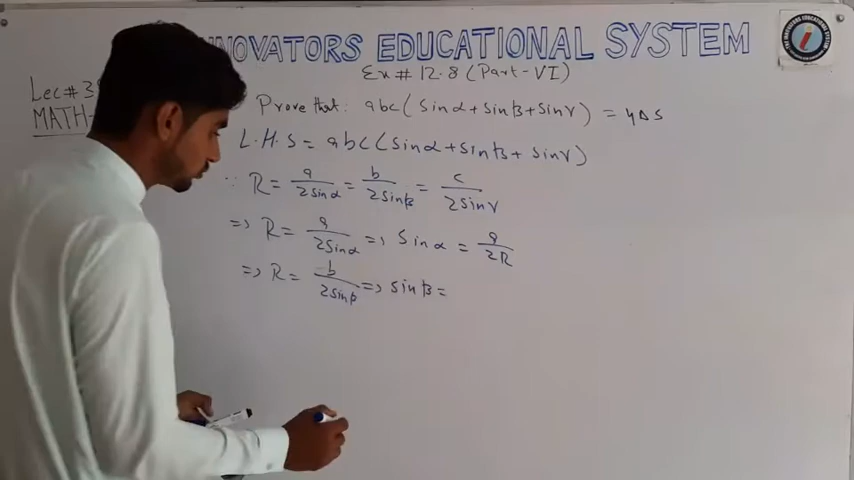 INNOVATORS EDUCATIONAL SYSTEM
Ex # 12.8 (Part-VI)
Lec # 3
MATH-
Prove that: abc (Sinα + Sinβ + Sinγ) = 4Δs
L.H.S = abc (Sinα + Sinβ + Sinγ)
∵ R = a/2Sinα = b/2Sinβ = c/2Sinγ
=> R = a/2Sinα => Sinα = a/2R
=> R = b/2Sinβ => Sinβ =